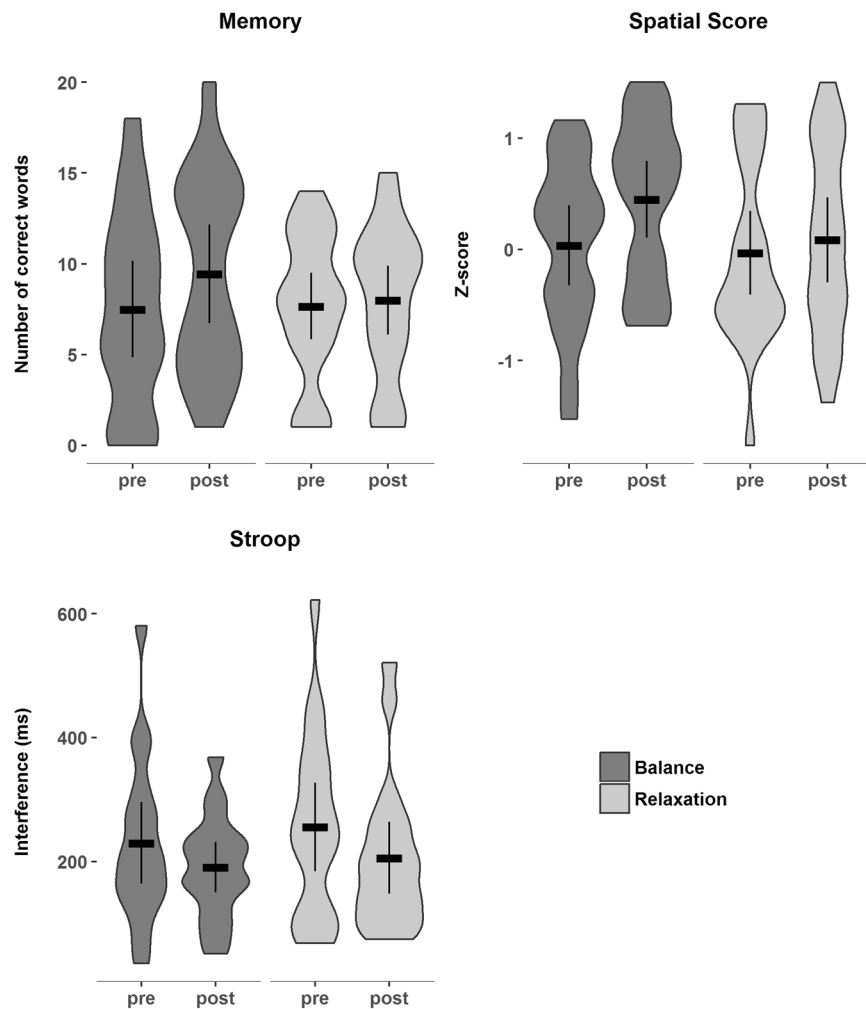 Memory
Number of correct words
20
15
10
5
0
pre post pre post
Spatial Score
Z-score
1
0
-1
pre post pre post
Stroop
Interference (ms)
600
400
200
pre post pre post
Balance
Relaxation